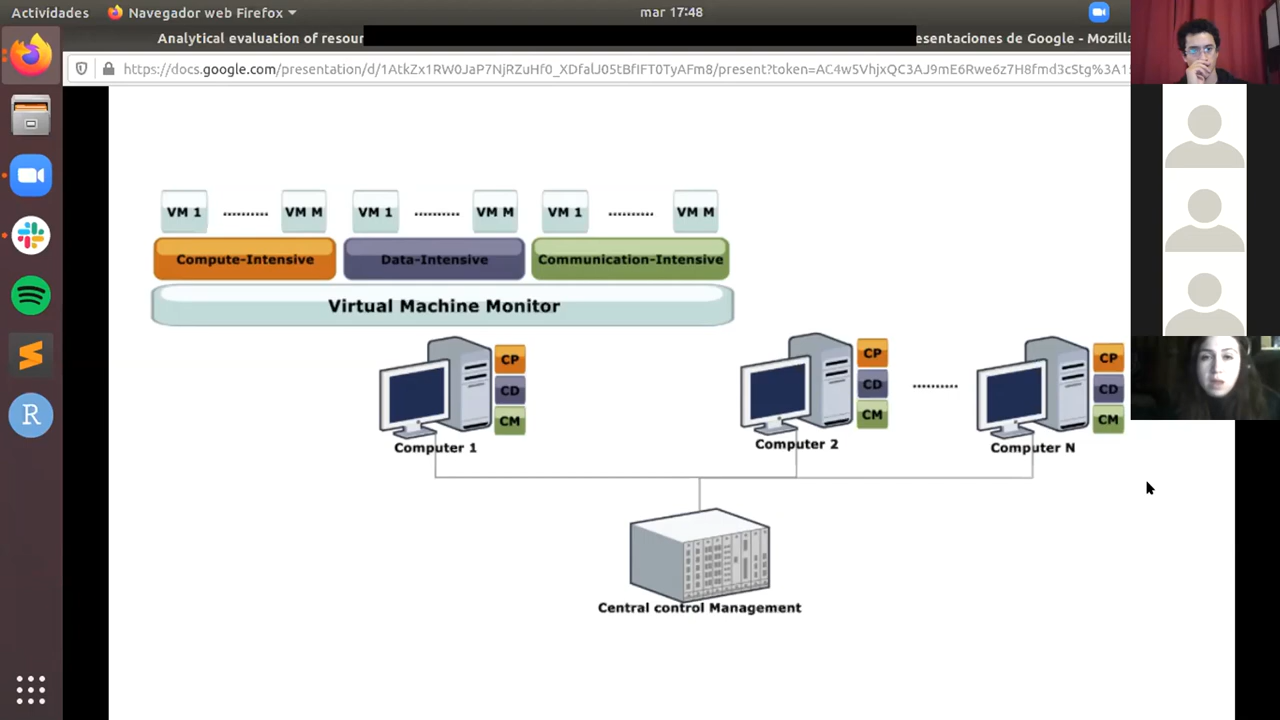 Actividades Navegador web Firefox mar 17:48
Analytical evaluation of resour esentaciones de Google - Mozilla
https://docs.google.com/presentation/d/1AtkZx1RW0JaP7NjRZuHf0_XDfalJ05tBfIFT0TyAFm8/present?token=AC4w5VhjxQC3AJ9mE6Rwe6z7H8fmd3cStg%3A15
VM 1 .......... VM M VM 1 .......... VM M VM 1 .......... VM M
Compute-Intensive Data-Intensive Communication-Intensive
Virtual Machine Monitor
CP CP CP
CD CD .......... CD
CM CM CM
Computer 1 Computer 2 Computer N
Central control Management
R